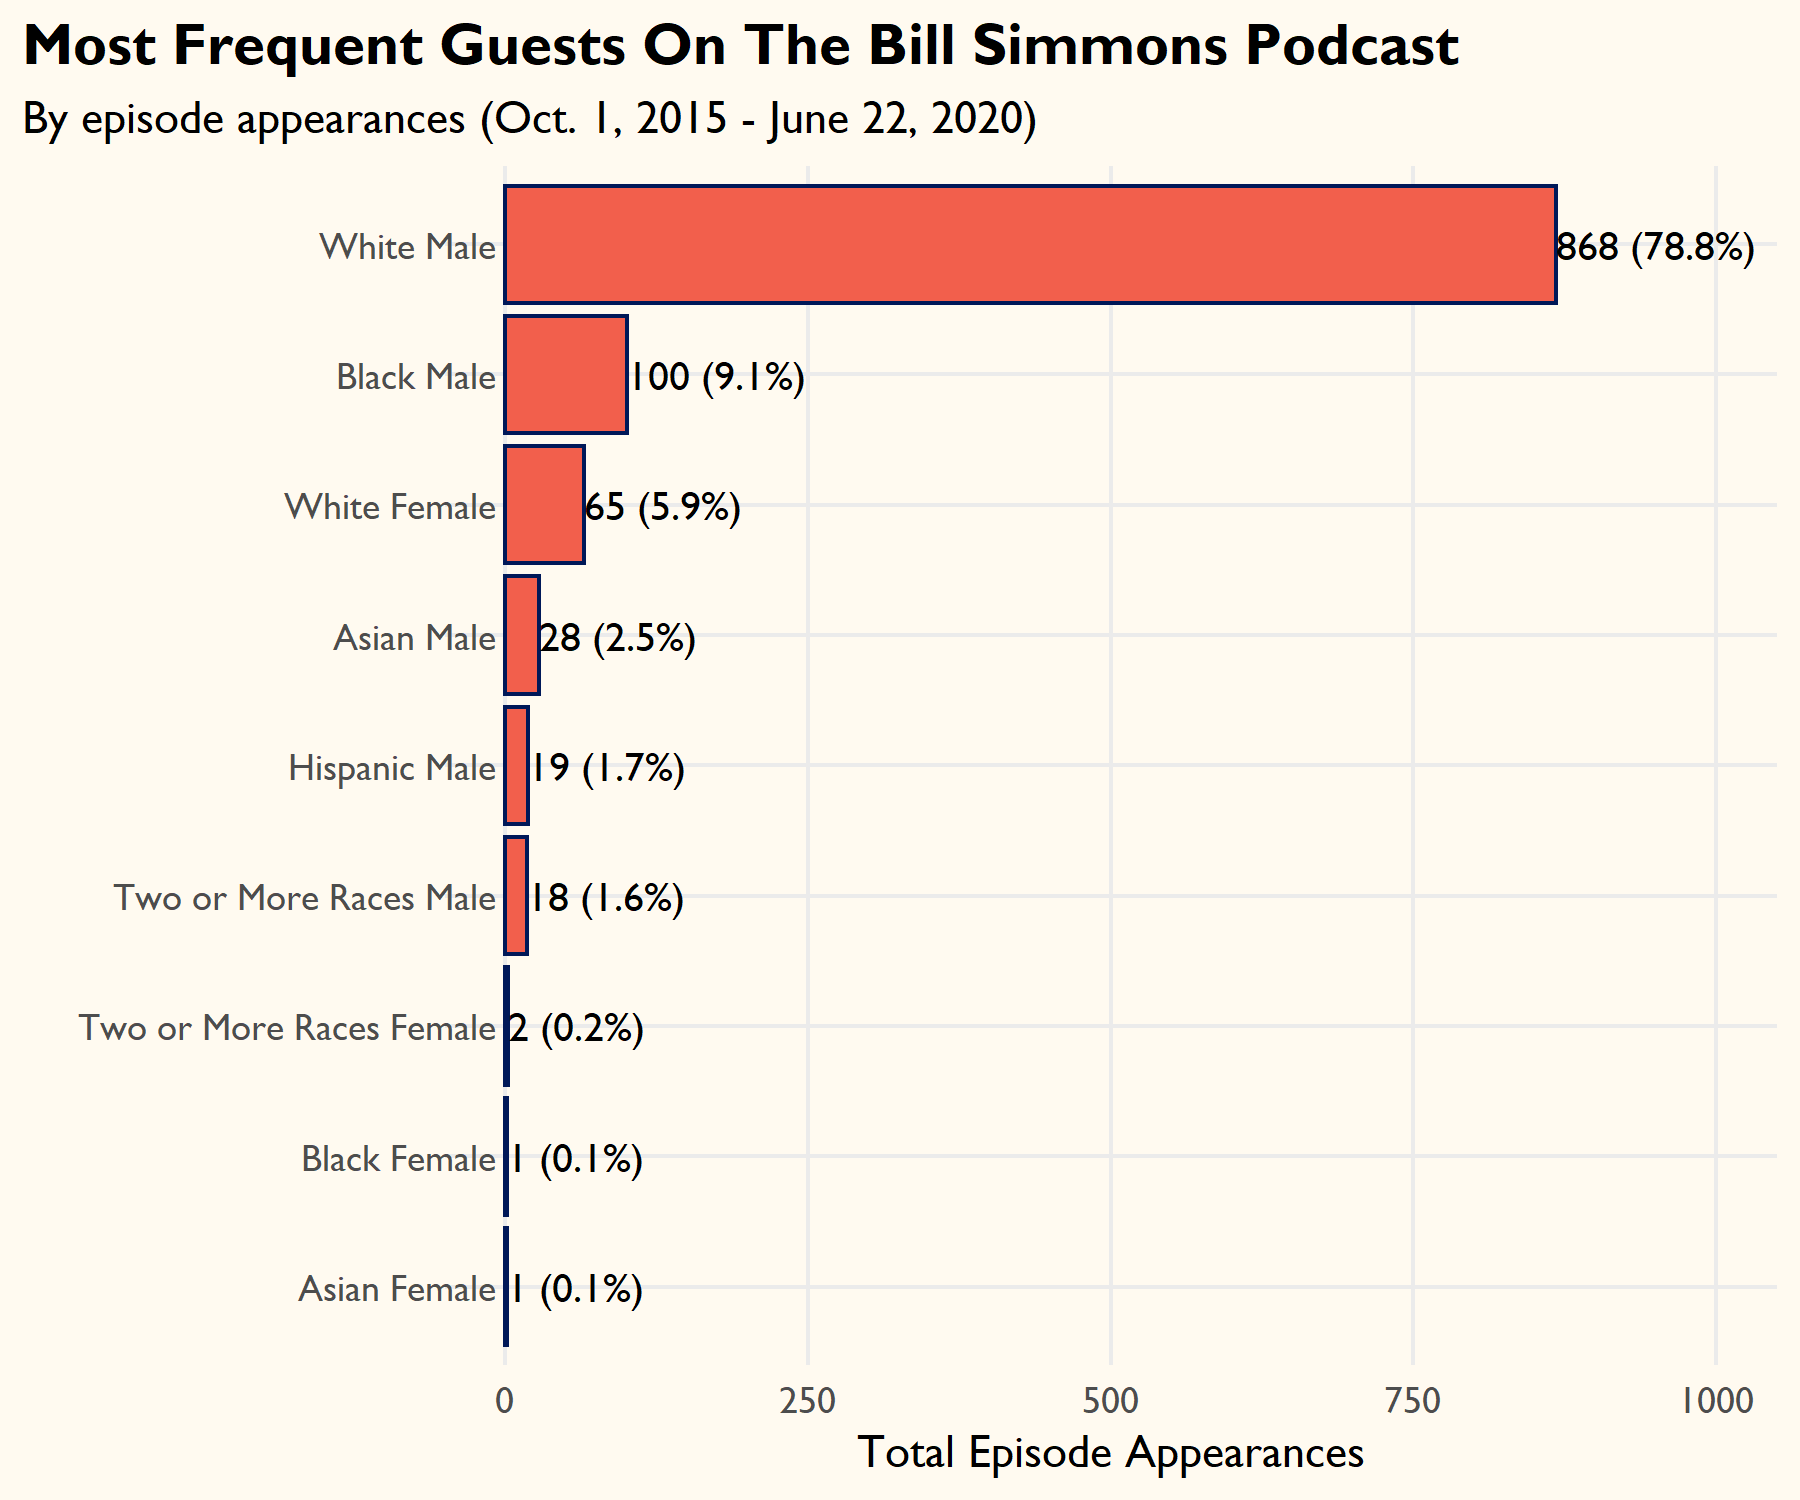 Most Frequent Guests On The Bill Simmons Podcast
By episode appearances (Oct. 1, 2015 - June 22, 2020)
White Male 868 (78.8%)
Black Male 100 (9.1%)
White Female 65 (5.9%)
Asian Male 28 (2.5%)
Hispanic Male 19 (1.7%)
Two or More Races Male 18 (1.6%)
Two or More Races Female 2 (0.2%)
Black Female 1 (0.1%)
Asian Female 1 (0.1%)
0 250 500 750 1000
Total Episode Appearances